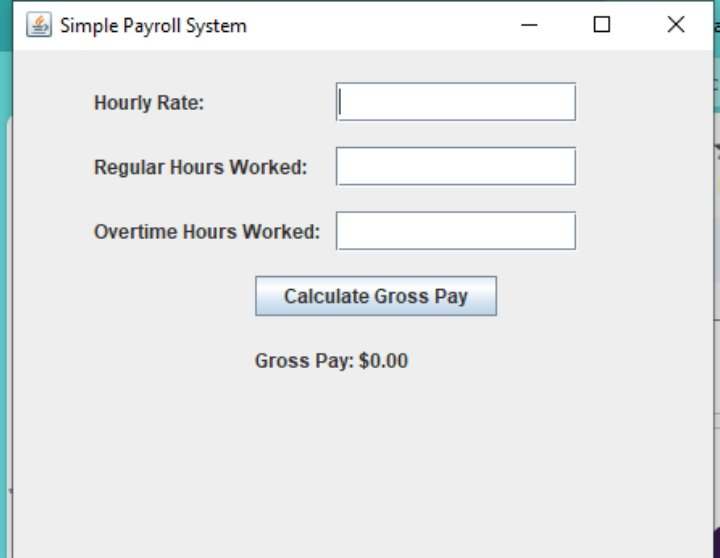 Simple Payroll System
Hourly Rate:
Regular Hours Worked:
Overtime Hours Worked:
Calculate Gross Pay
Gross Pay: $0.00